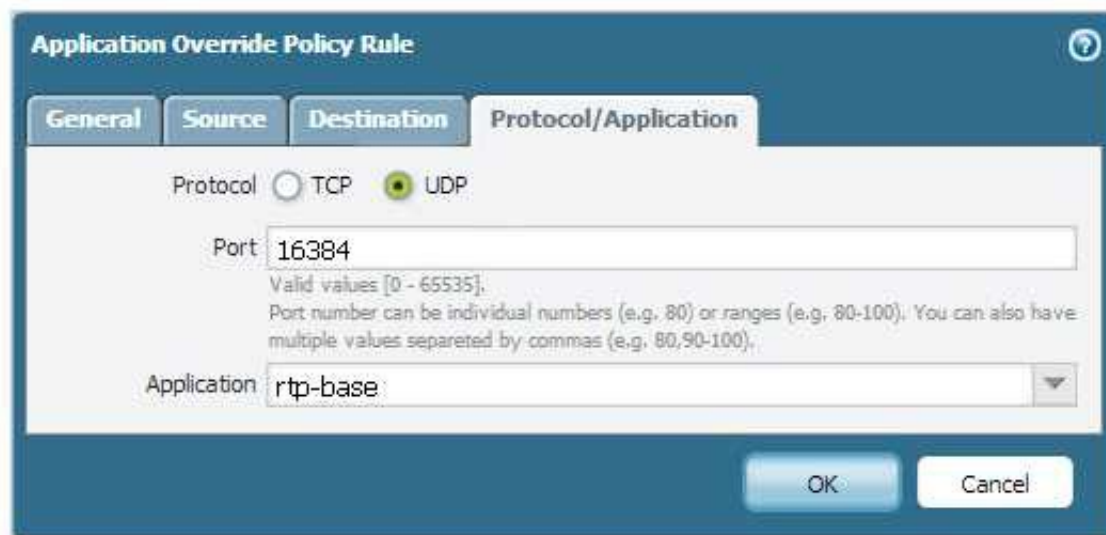 Application Override Policy Rule
General Source Destination Protocol/Application
Protocol TCP UDP
Port 16384
Valid values [0 - 65535].
Port number can be individual numbers (e.g. 80) or ranges (e.g. 80-100). You can also have
multiple values separeted by commas (e.g. 80,90-100).
Application rtp-base
OK Cancel